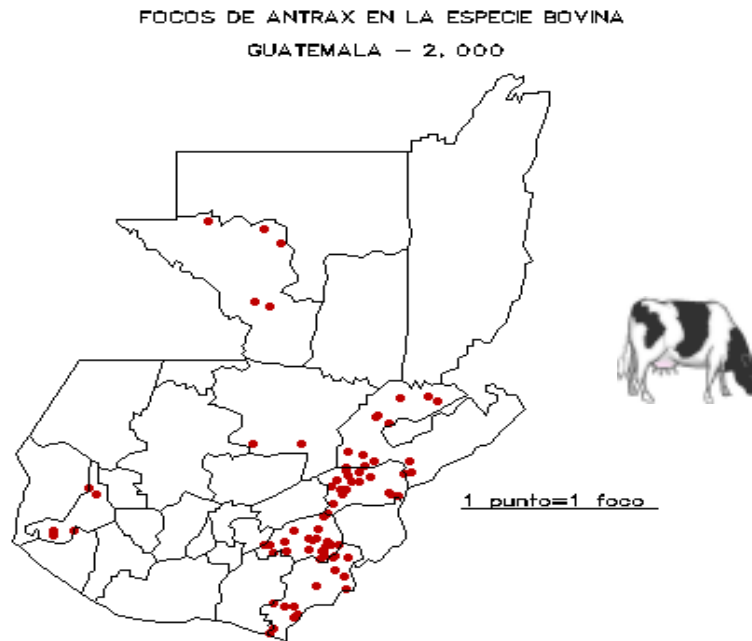 FOCOS DE ANTRAX EN LA ESPECIE BOVINA
GUATEMALA – 2, 000
1 punto=1 foco